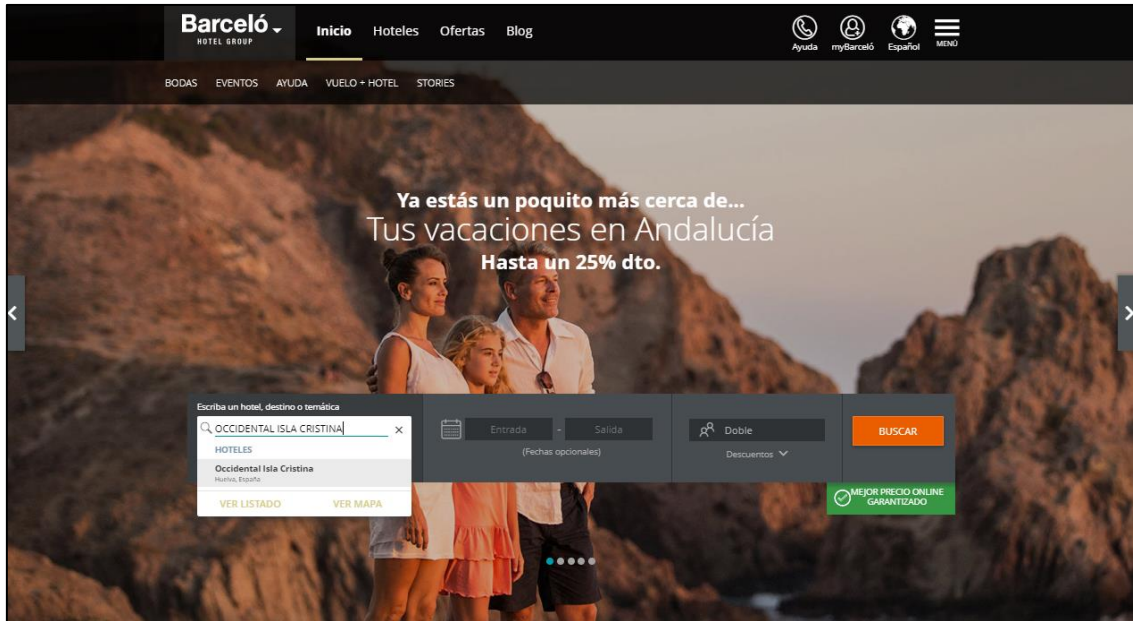 Barceló
HOTEL GROUP
Inicio Hoteles Ofertas Blog
Ayuda myBarceló Español MENÚ
BODAS EVENTOS AYUDA VUELO + HOTEL STORIES
Ya estás un poquito más cerca de...
Tus vacaciones en Andalucía
Hasta un 25% dto.
Escriba un hotel, destino o temática
OCCIDENTAL ISLA CRISTINA
HOTELES
Occidental Isla Cristina
Huelva, España
VER LISTADO VER MAPA
Entrada - Salida
(Fechas opcionales)
Doble
Descuentos
BUSCAR
MEJOR PRECIO ONLINE
GARANTIZADO